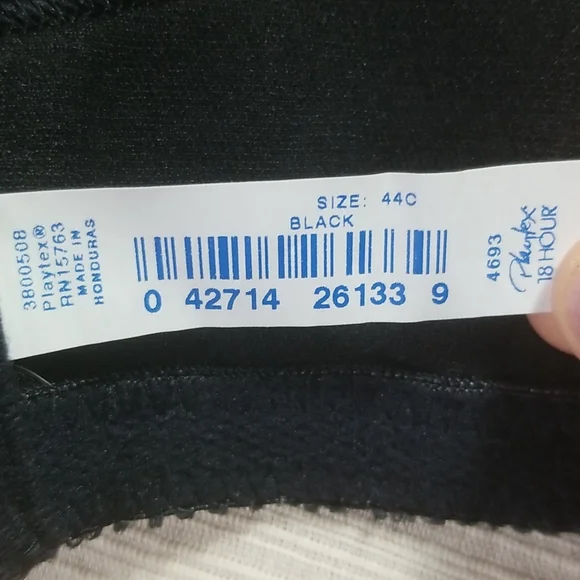 3800508
Playtex®
RN15763
MADE IN
HONDURAS
SIZE: 44C
BLACK
0 42714 26133 9
4693
Playtex
18 HOUR